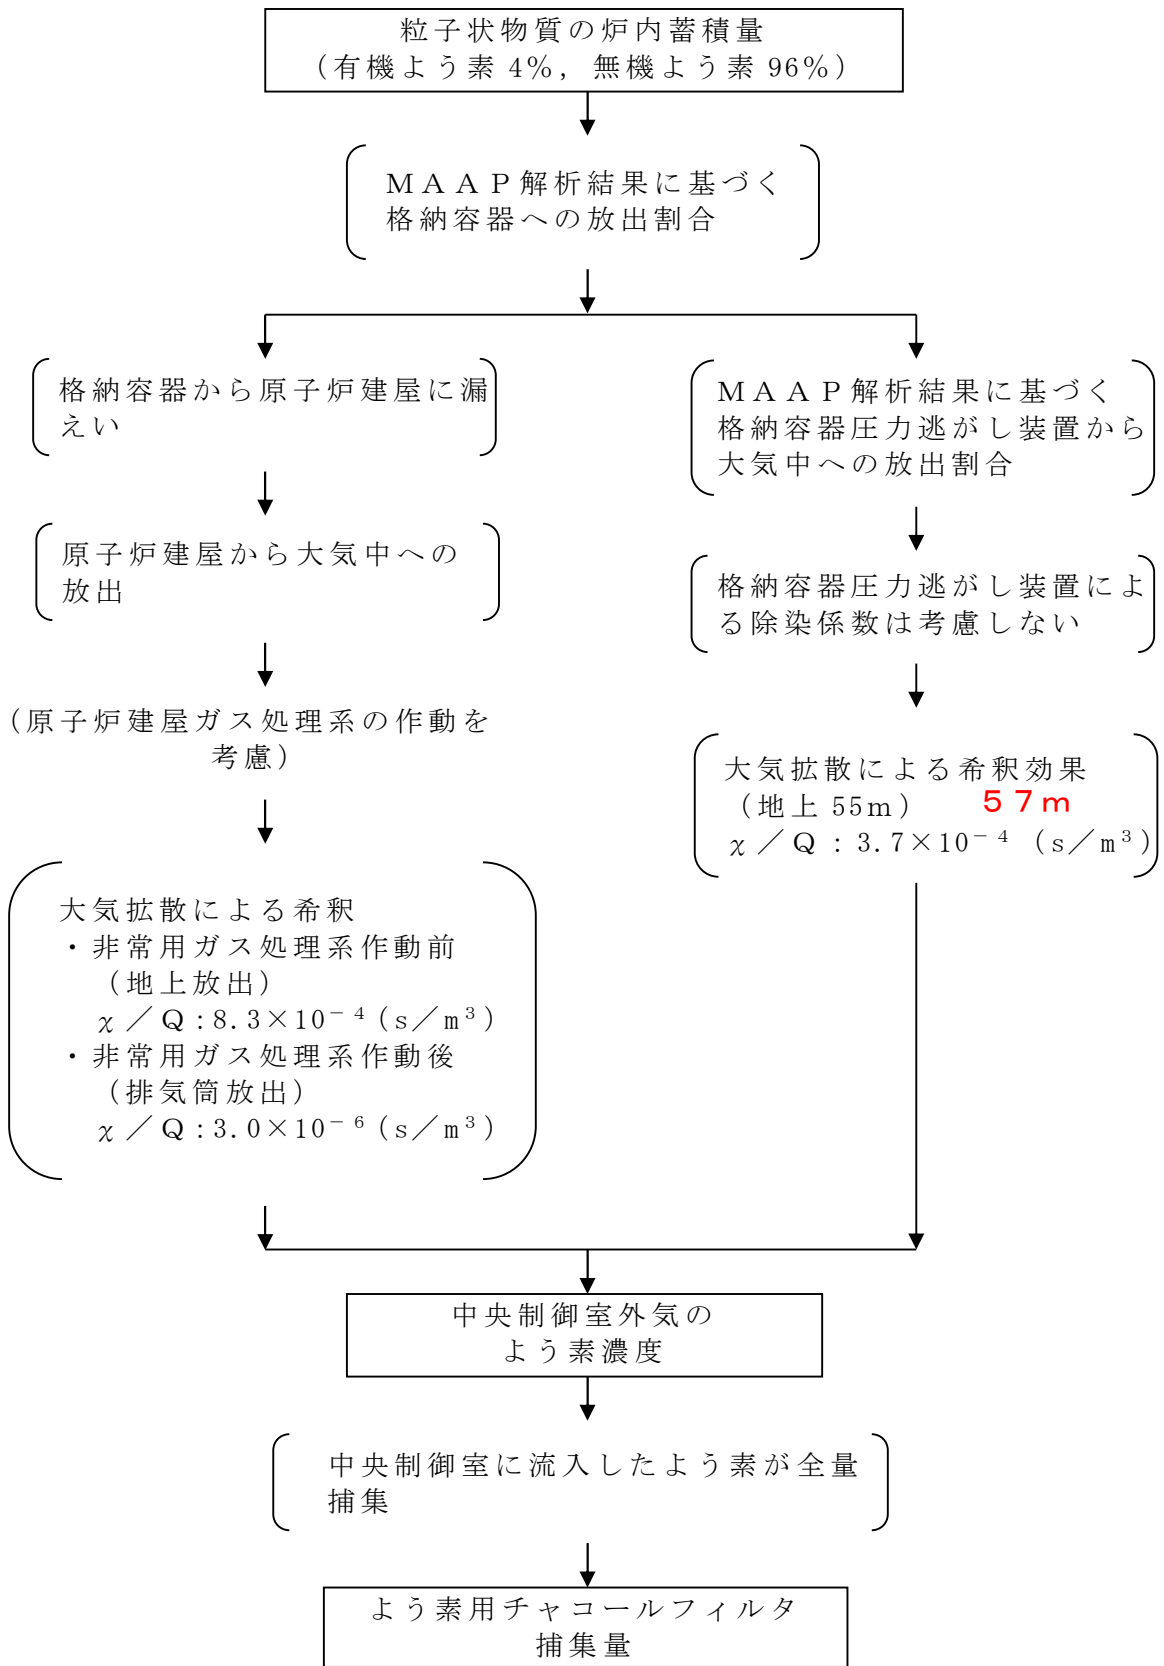 粒子状物質の炉内蓄積量
（有機よう素 4%，無機よう素 96%）
ＭＡＡＰ解析結果に基づく
格納容器への放出割合
格納容器から原子炉建屋に漏
えい
原子炉建屋から大気中への
放出
（原子炉建屋ガス処理系の作動を
考慮）
大気拡散による希釈
・非常用ガス処理系作動前
（地上放出）
χ／Q：8.3×10⁻⁴（s／m³）
・非常用ガス処理系作動後
（排気筒放出）
χ／Q：3.0×10⁻⁶（s／m³）
ＭＡＡＰ解析結果に基づく
格納容器圧力逃がし装置から
大気中への放出割合
格納容器圧力逃がし装置によ
る除染係数は考慮しない
大気拡散による希釈効果
（地上 55m） ５７ｍ
χ／Q：3.7×10⁻⁴（s／m³）
中央制御室外気の
よう素濃度
中央制御室に流入したよう素が全量
捕集
よう素用チャコールフィルタ
捕集量